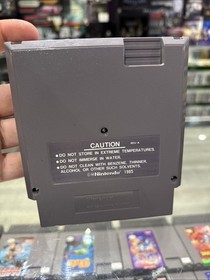 CAUTION
• DO NOT STORE IN EXTREME TEMPERATURES.
• DO NOT IMMERSE IN WATER.
• DO NOT CLEAN WITH BENZENE, THINNER,
ALCOHOL OR OTHER SUCH SOLVENTS.
©Nintendo 1985